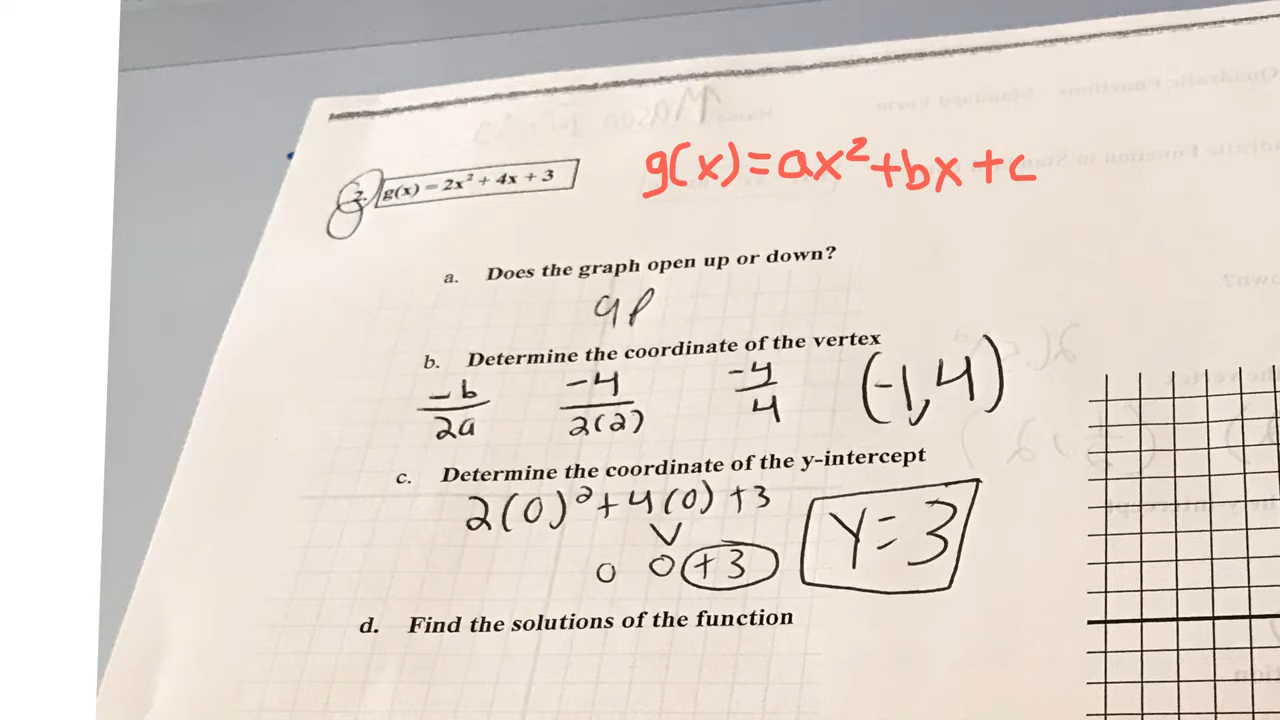 g(x)=ax²+bx+c
2. g(x) = 2x² + 4x + 3
a. Does the graph open up or down?
up
b. Determine the coordinate of the vertex
-b/2a -4/2(2) -4/4 (-1,4)
c. Determine the coordinate of the y-intercept
2(0)²+4(0)+3
0 0+3 Y=3
d. Find the solutions of the function